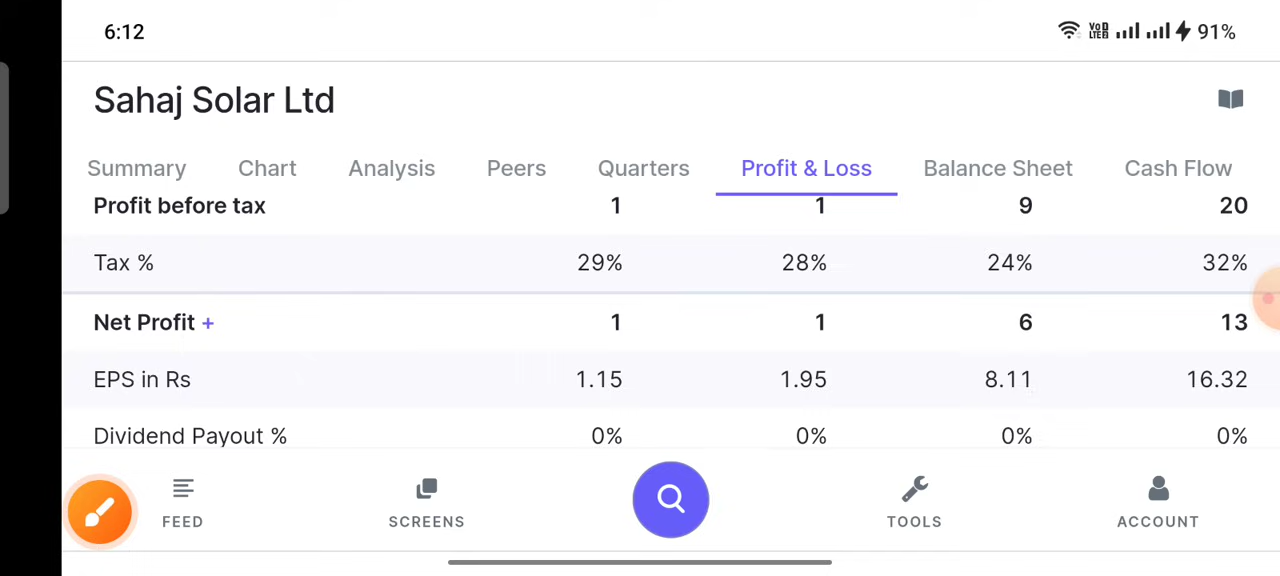 6:12 VoD LTE 91%
Sahaj Solar Ltd
Summary Chart Analysis Peers Quarters Profit & Loss Balance Sheet Cash Flow
Profit before tax 1 1 9 20
Tax % 29% 28% 24% 32%
Net Profit + 1 1 6 13
EPS in Rs 1.15 1.95 8.11 16.32
Dividend Payout % 0% 0% 0% 0%
FEED SCREENS TOOLS ACCOUNT